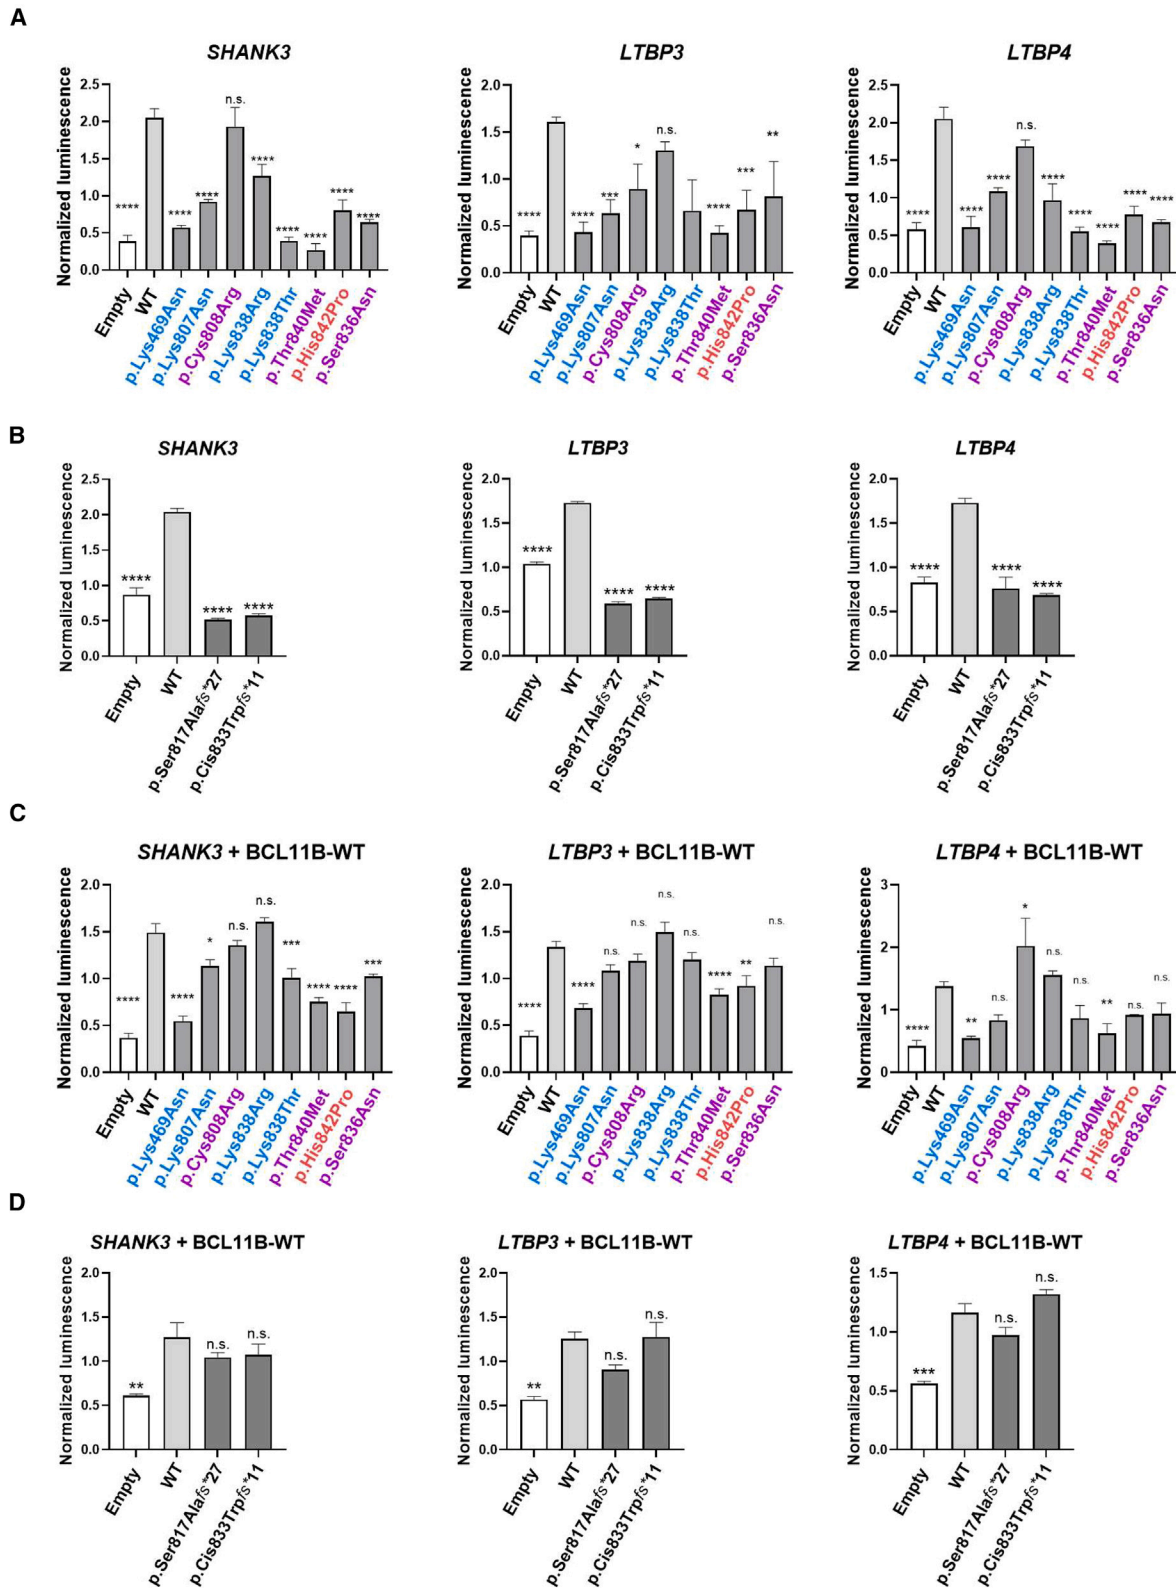 A
SHANK3
LTBP3
LTBP4
Normalized luminescence
2.5
2.0
1.5
1.0
0.5
0.0
****
****
****
n.s.
****
****
****
****
****
Empty
WT
p.Lys469Asn
p.Lys807Asn
p.Cys808Arg
p.Lys838Arg
p.Lys838Thr
p.Thr840Met
p.His842Pro
p.Ser836Asn
Normalized luminescence
2.0
1.5
1.0
0.5
0.0
****
****
***
*
n.s.
****
***
**
Empty
WT
p.Lys469Asn
p.Lys807Asn
p.Cys808Arg
p.Lys838Arg
p.Lys838Thr
p.Thr840Met
p.His842Pro
p.Ser836Asn
Normalized luminescence
2.5
2.0
1.5
1.0
0.5
0.0
****
****
****
n.s.
****
****
****
****
****
Empty
WT
p.Lys469Asn
p.Lys807Asn
p.Cys808Arg
p.Lys838Arg
p.Lys838Thr
p.Thr840Met
p.His842Pro
p.Ser836Asn
B
SHANK3
LTBP3
LTBP4
Normalized luminescence
2.5
2.0
1.5
1.0
0.5
0.0
****
****
****
Empty
WT
p.Ser817Alafs*27
p.Cis833Trpfs*11
Normalized luminescence
2.0
1.5
1.0
0.5
0.0
****
****
****
Empty
WT
p.Ser817Alafs*27
p.Cis833Trpfs*11
Normalized luminescence
2.0
1.5
1.0
0.5
0.0
****
****
****
Empty
WT
p.Ser817Alafs*27
p.Cis833Trpfs*11
C
SHANK3 + BCL11B-WT
LTBP3 + BCL11B-WT
LTBP4 + BCL11B-WT
Normalized luminescence
2.0
1.5
1.0
0.5
0.0
****
****
*
n.s.
n.s.
***
****
****
***
Empty
WT
p.Lys469Asn
p.Lys807Asn
p.Cys808Arg
p.Lys838Arg
p.Lys838Thr
p.Thr840Met
p.His842Pro
p.Ser836Asn
Normalized luminescence
2.0
1.5
1.0
0.5
0.0
****
****
n.s.
n.s.
n.s.
n.s.
****
**
n.s.
Empty
WT
p.Lys469Asn
p.Lys807Asn
p.Cys808Arg
p.Lys838Arg
p.Lys838Thr
p.Thr840Met
p.His842Pro
p.Ser836Asn
Normalized luminescence
3
2
1
0
****
**
n.s.
*
n.s.
n.s.
**
n.s.
n.s.
Empty
WT
p.Lys469Asn
p.Lys807Asn
p.Cys808Arg
p.Lys838Arg
p.Lys838Thr
p.Thr840Met
p.His842Pro
p.Ser836Asn
D
SHANK3 + BCL11B-WT
LTBP3 + BCL11B-WT
LTBP4 + BCL11B-WT
Normalized luminescence
2.0
1.5
1.0
0.5
0.0
**
n.s.
n.s.
Empty
WT
p.Ser817Alafs*27
p.Cis833Trpfs*11
Normalized luminescence
2.0
1.5
1.0
0.5
0.0
**
n.s.
n.s.
Empty
WT
p.Ser817Alafs*27
p.Cis833Trpfs*11
Normalized luminescence
1.5
1.0
0.5
0.0
***
n.s.
n.s.
Empty
WT
p.Ser817Alafs*27
p.Cis833Trpfs*11